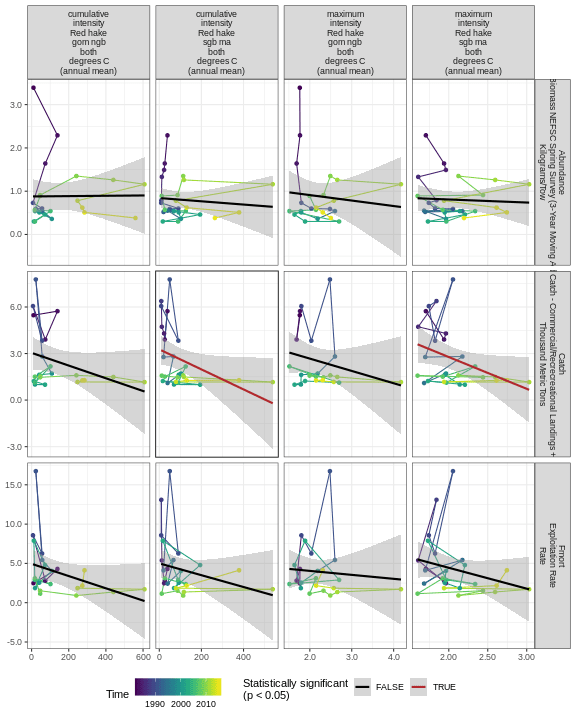 cumulative
intensity
Red hake
gom ngb
both
degrees C
(annual mean)
cumulative
intensity
Red hake
sgb ma
both
degrees C
(annual mean)
maximum
intensity
Red hake
gom ngb
both
degrees C
(annual mean)
maximum
intensity
Red hake
sgb ma
both
degrees C
(annual mean)
3.0
2.0
1.0
0.0
Abundance
Biomass NEFSC Spring Survey (3-Year Moving A
Kilograms/Tow
6.0
3.0
0.0
-3.0
Catch
Catch - Commercial/Recreational Landings +
Thousand Metric Tons
15.0
10.0
5.0
0.0
-5.0
Fmort
Exploitation Rate
Rate
0 200 400 600
0 200 400
2.0 3.0 4.0
2.00 2.50 3.00
Time
1990 2000 2010
Statistically significant
(p < 0.05)
FALSE
TRUE